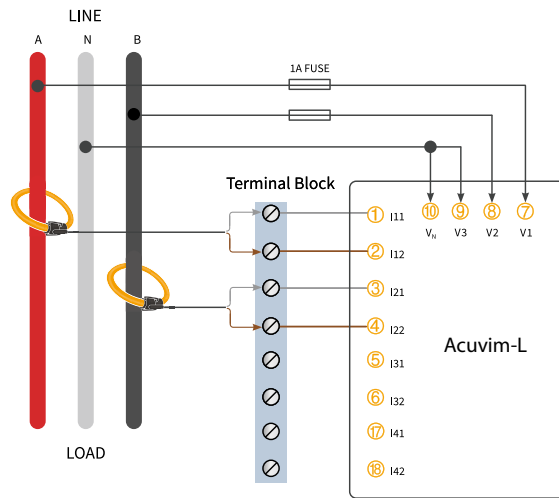 LINE
A N B
1A FUSE
Terminal Block
10 9 8 7
V_N V3 V2 V1
1 I11
2 I12
3 I21
4 I22
5 I31
6 I32
17 I41
18 I42
Acuvim-L
LOAD